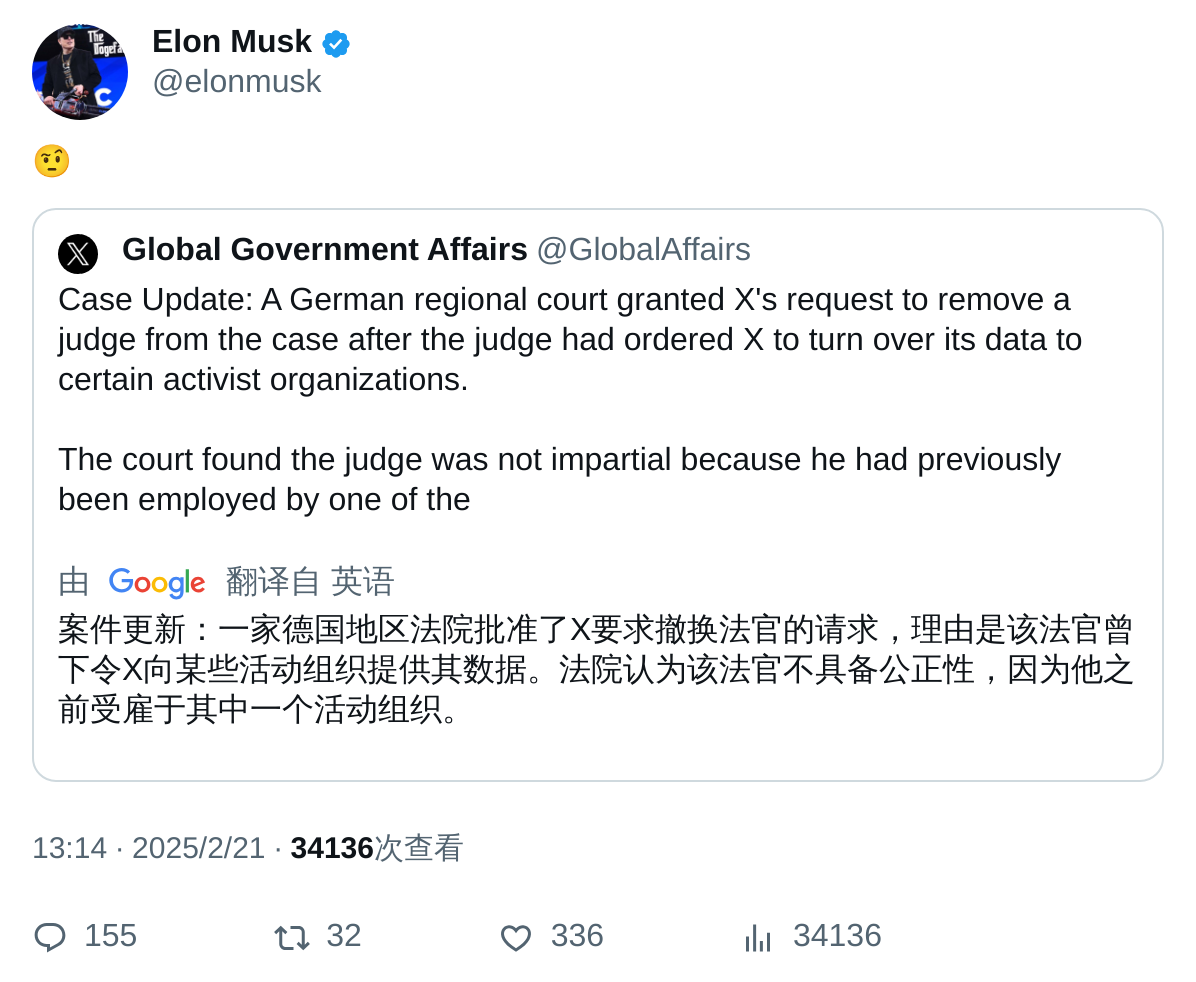 The
Dogefa
C
Elon Musk
@elonmusk
🤨
Global Government Affairs @GlobalAffairs
Case Update: A German regional court granted X's request to remove a
judge from the case after the judge had ordered X to turn over its data to
certain activist organizations.
The court found the judge was not impartial because he had previously
been employed by one of the
由 Google 翻译自 英语
案件更新：一家德国地区法院批准了X要求撤换法官的请求，理由是该法官曾
下令X向某些活动组织提供其数据。法院认为该法官不具备公正性，因为他之
前受雇于其中一个活动组织。
13:14 · 2025/2/21 · 34136次查看
155 32 336 34136